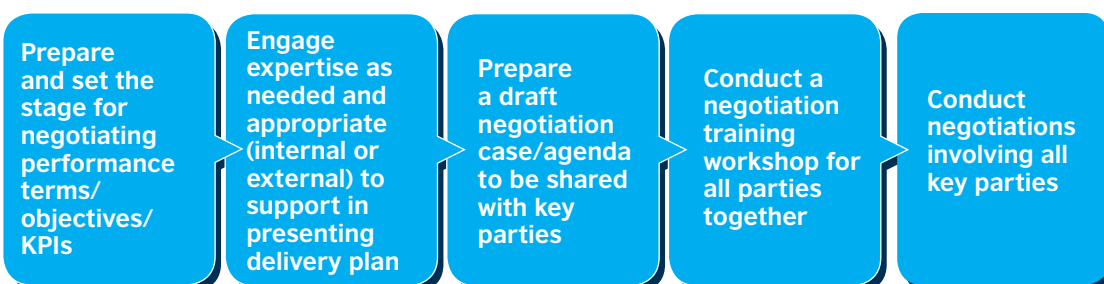 Prepare
and set the
stage for
negotiating
performance
terms/
objectives/
KPIs
Engage
expertise as
needed and
appropriate
(internal or
external) to
support in
presenting
delivery plan
Prepare
a draft
negotiation
case/agenda
to be shared
with key
parties
Conduct a
negotiation
training
workshop for
all parties
together
Conduct
negotiations
involving all
key parties